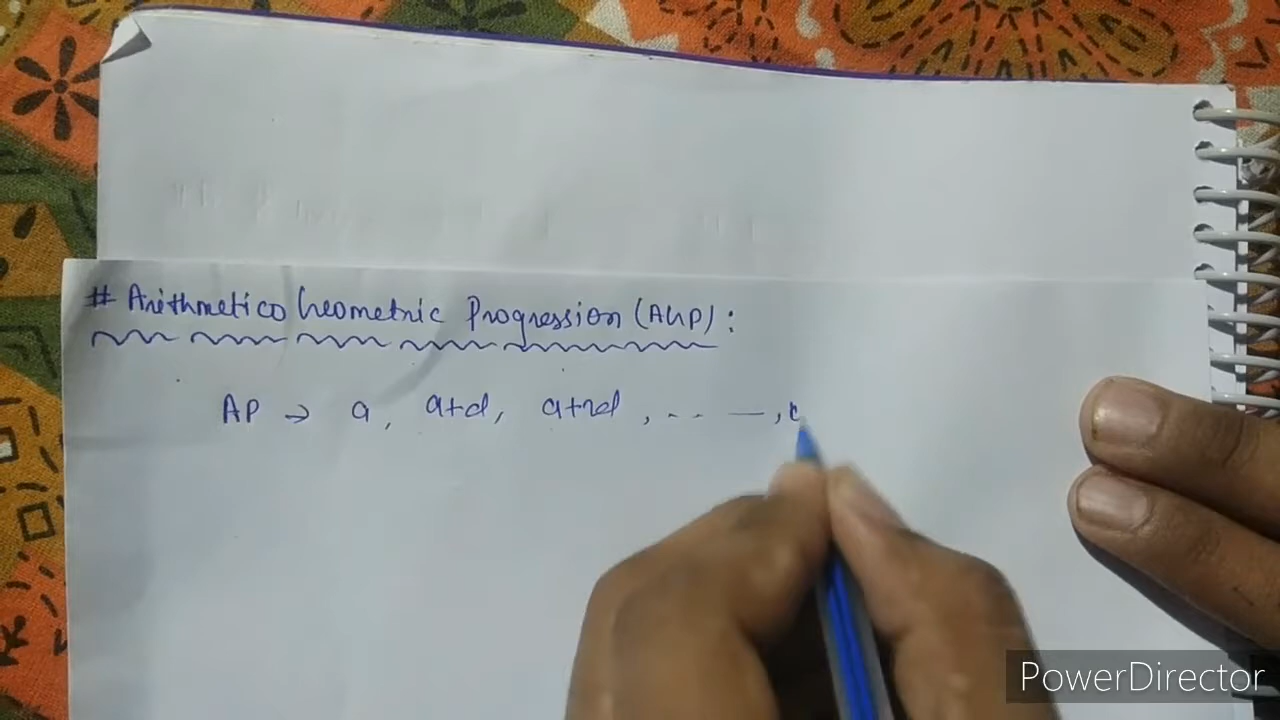 # Arithmetico Geometric Progression (AGP) :
AP → a, a+d, a+2d, .. .. —,
PowerDirector